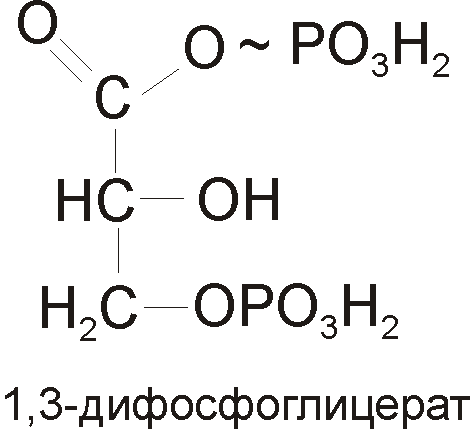 O
O ~ PO₃H₂
C
HC — OH
H₂C — OPO₃H₂
1,3-дифосфоглицерат